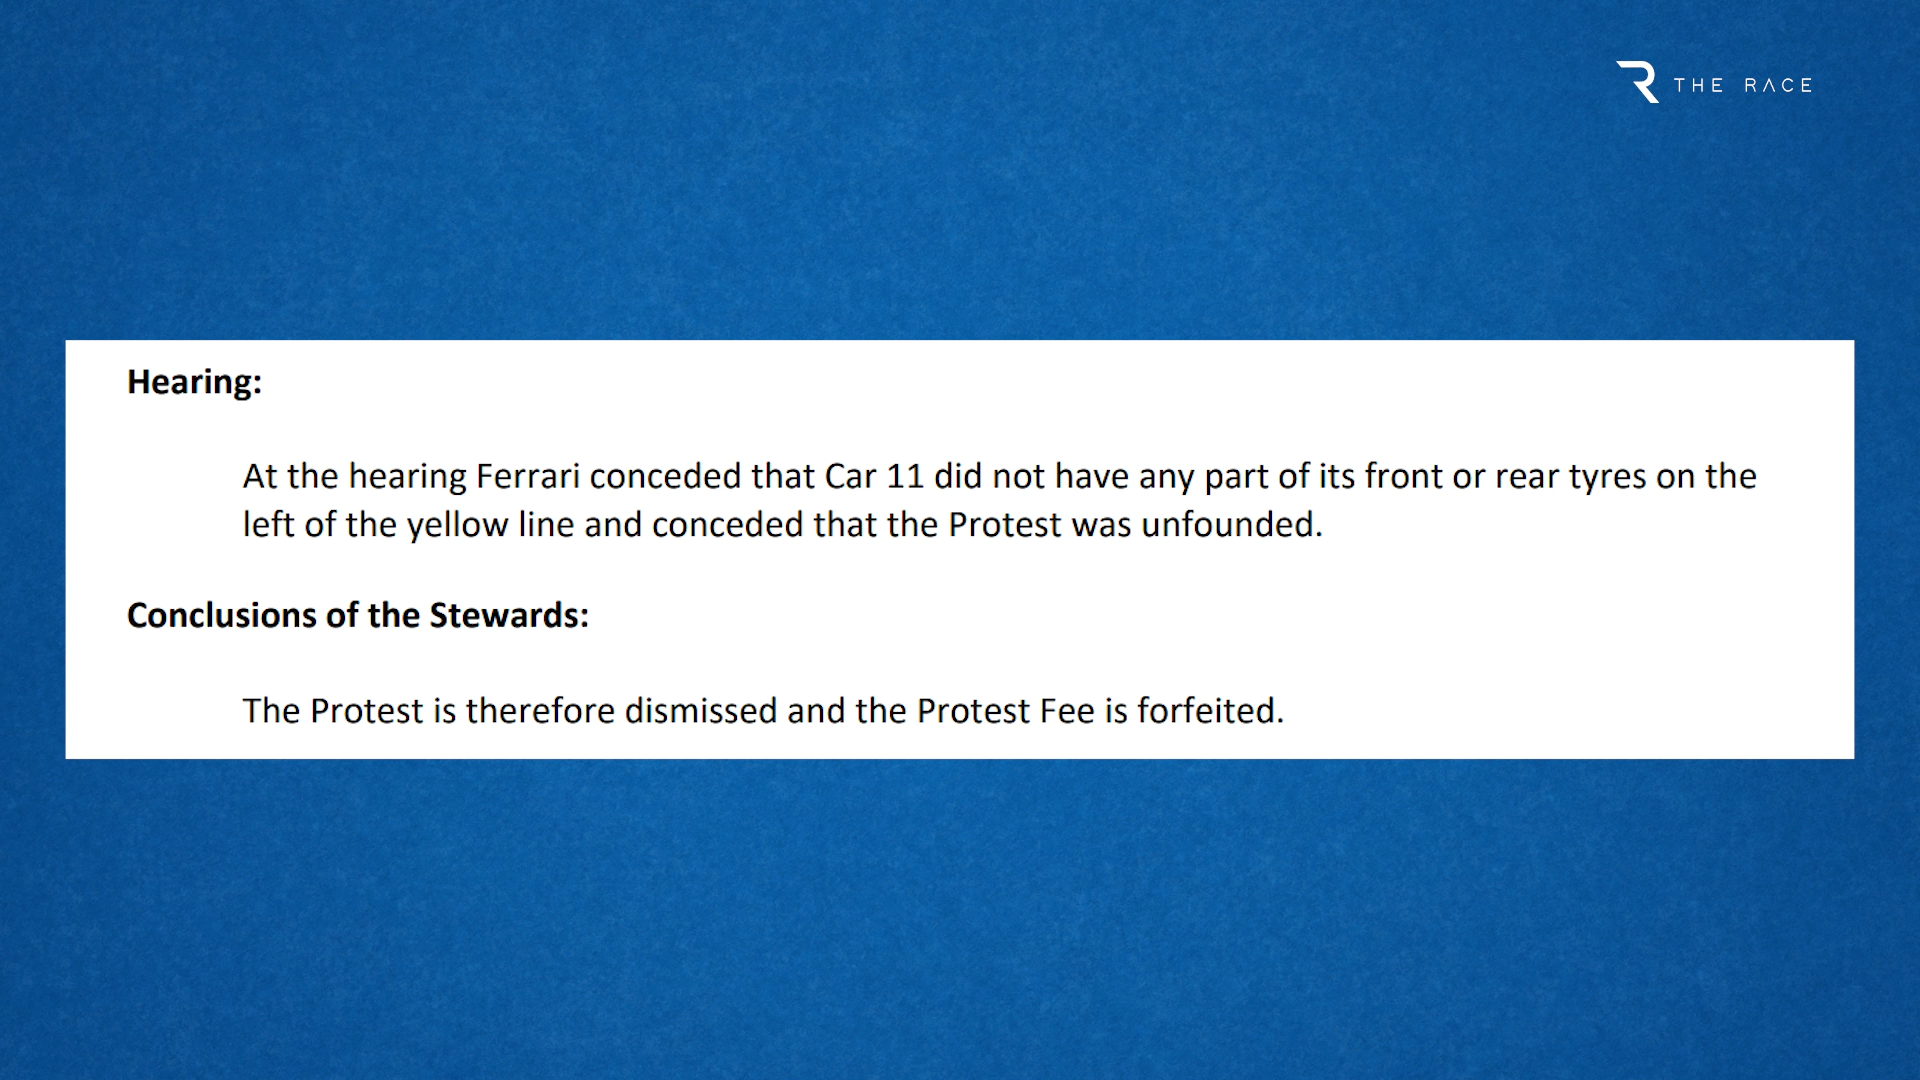 THE RACE
Hearing:
At the hearing Ferrari conceded that Car 11 did not have any part of its front or rear tyres on the
left of the yellow line and conceded that the Protest was unfounded.
Conclusions of the Stewards:
The Protest is therefore dismissed and the Protest Fee is forfeited.